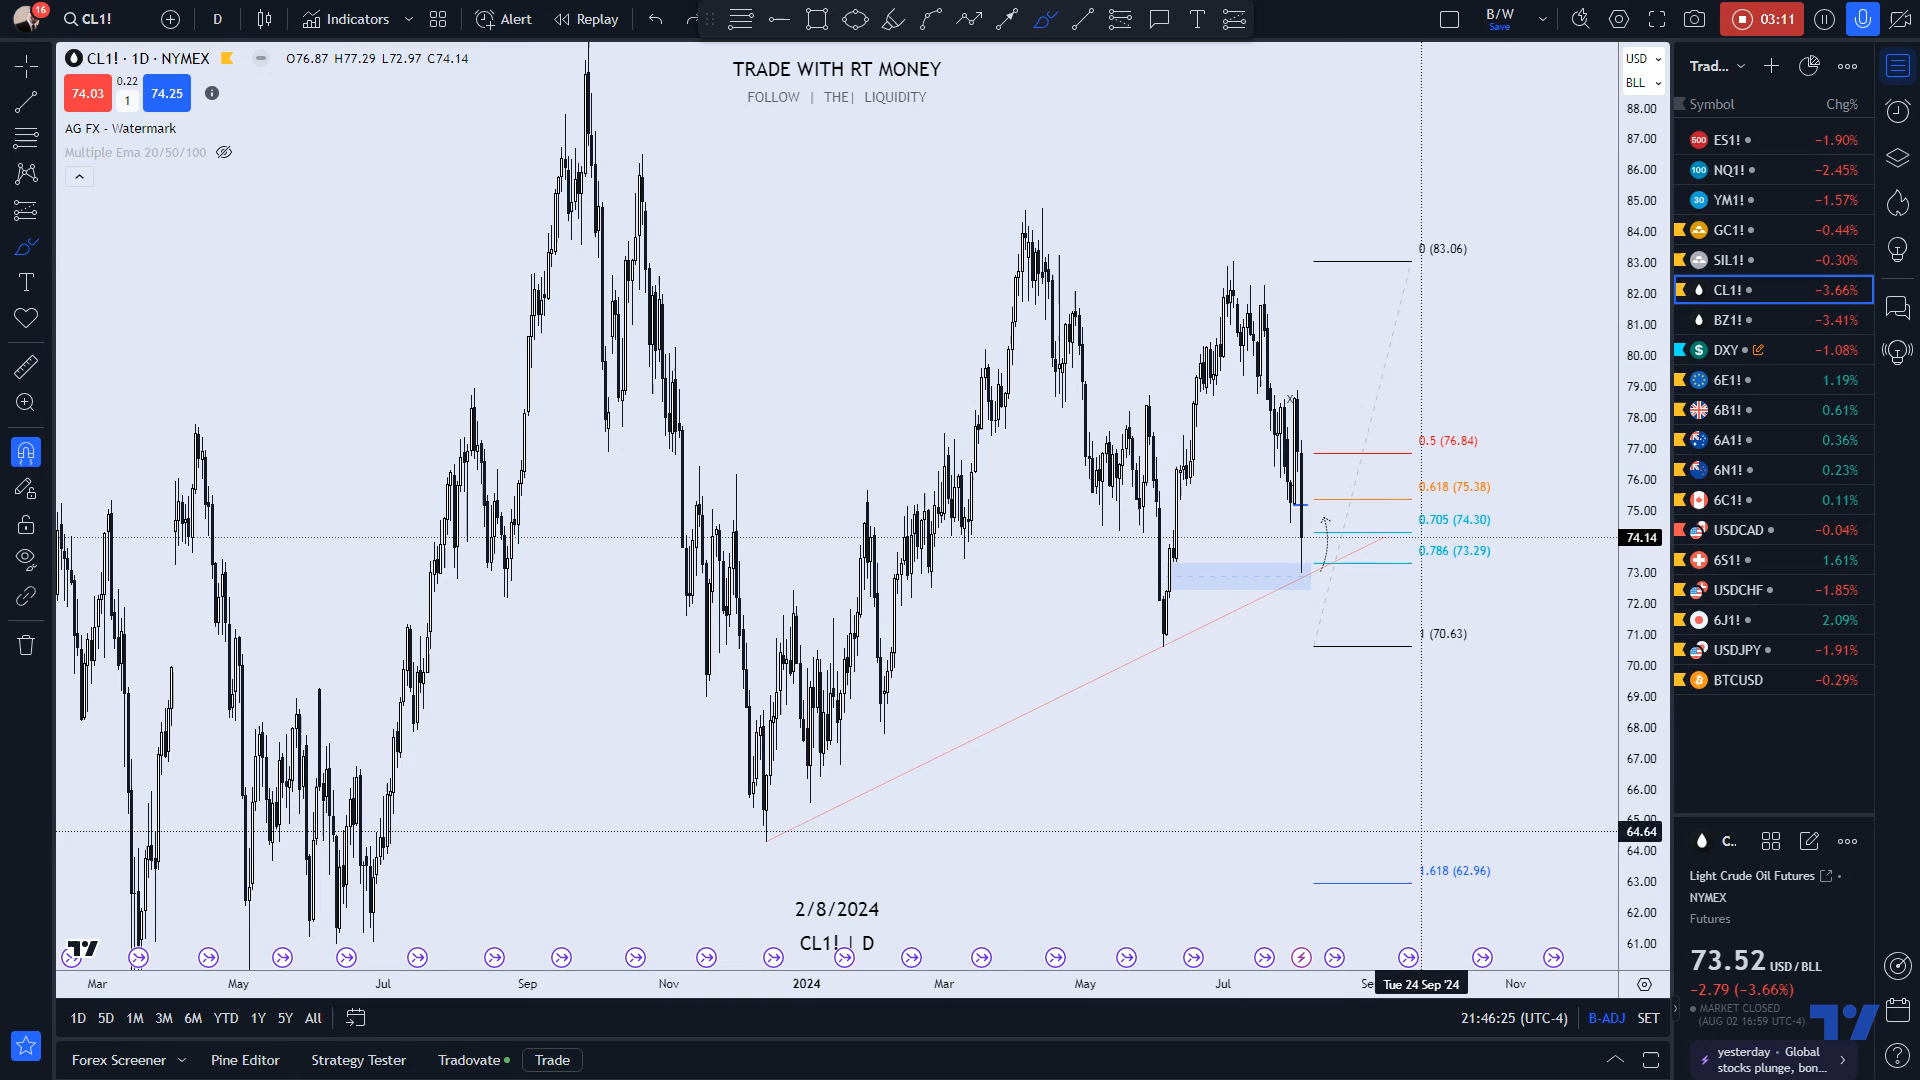 16
CL1!
D
Indicators
Alert
Replay
B/W
Save
03:11
CL1! · 1D · NYMEX
O76.87 H77.29 L72.97 C74.14
74.03
0.22
1
74.25
AG FX - Watermark
Multiple Ema 20/50/100
TRADE WITH RT MONEY
FOLLOW | THE| LIQUIDITY
USD
BLL
88.00
87.00
86.00
85.00
84.00
83.00
82.00
81.00
80.00
79.00
78.00
77.00
76.00
75.00
74.14
73.00
72.00
71.00
70.00
69.00
68.00
67.00
66.00
65.00
64.64
64.00
63.00
62.00
61.00
0 (83.06)
X
0.5 (76.84)
0.618 (75.38)
0.705 (74.30)
0.786 (73.29)
1 (70.63)
1.618 (62.96)
2/8/2024
CL1! | D
Mar
May
Jul
Sep
Nov
2024
Mar
May
Jul
Se
Tue 24 Sep '24
Nov
1D 5D 1M 3M 6M YTD 1Y 5Y All
21:46:25 (UTC-4)
B-ADJ
SET
Forex Screener
Pine Editor
Strategy Tester
Tradovate
Trade
Trad...
Symbol Chg%
500 ES1! −1.90%
100 NQ1! −2.45%
30 YM1! −1.57%
GC1! −0.44%
SIL1! −0.30%
CL1! −3.66%
BZ1! −3.41%
$ DXY −1.08%
6E1! 1.19%
6B1! 0.61%
6A1! 0.36%
6N1! 0.23%
6C1! 0.11%
USDCAD −0.04%
6S1! 1.61%
USDCHF −1.85%
6J1! 2.09%
USDJPY −1.91%
BTCUSD −0.29%
C..
Light Crude Oil Futures
NYMEX
Futures
73.52 USD / BLL
−2.79 (−3.66%)
MARKET CLOSED
(AUG 02 16:59 UTC-4)
yesterday · Global
stocks plunge, bon...